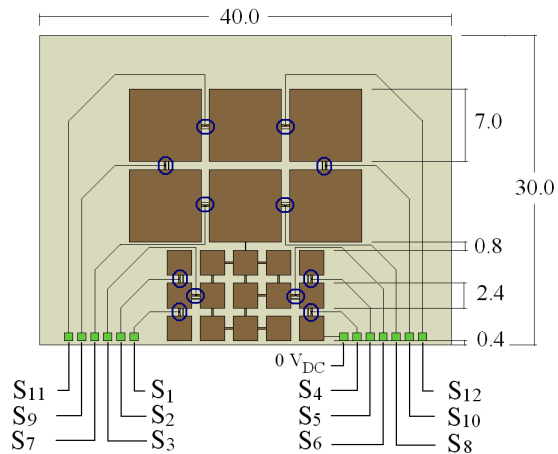 40.0
7.0
30.0
0.8
2.4
0.4
0 V_DC
S₁₁ S₁ S₄ S₁₂
S₉ S₂ S₅ S₁₀
S₇ S₃ S₆ S₈